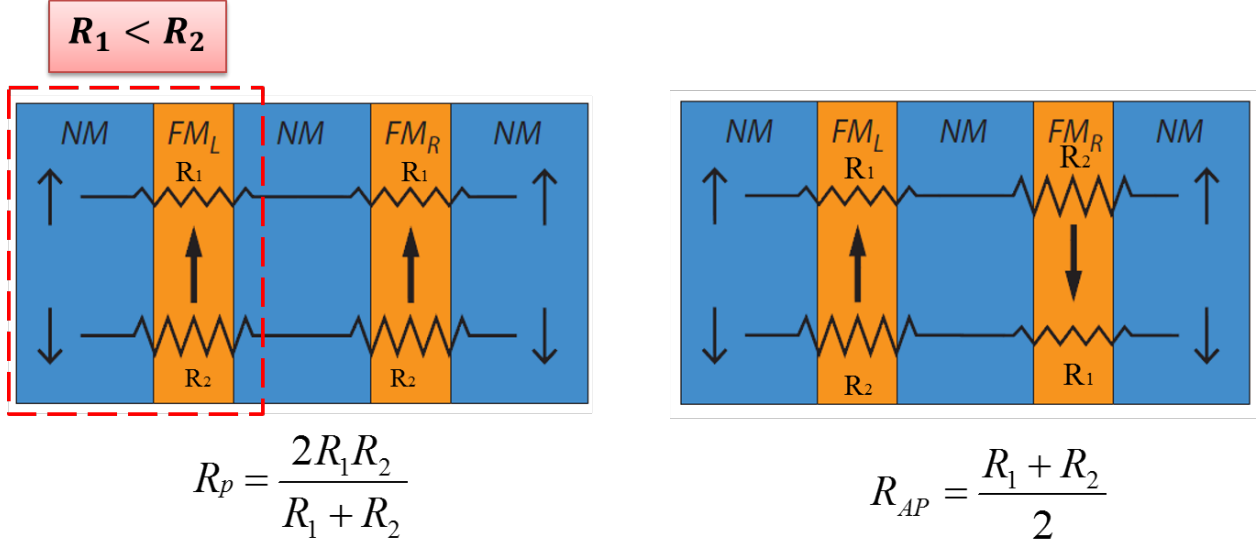 R₁ < R₂
NM FM_L NM FM_R NM
R₁ R₁
R₂ R₂
R_p = 2R₁R₂ / (R₁ + R₂)
NM FM_L NM FM_R NM
R₁ R₂
R₂ R₁
R_AP = (R₁ + R₂) / 2